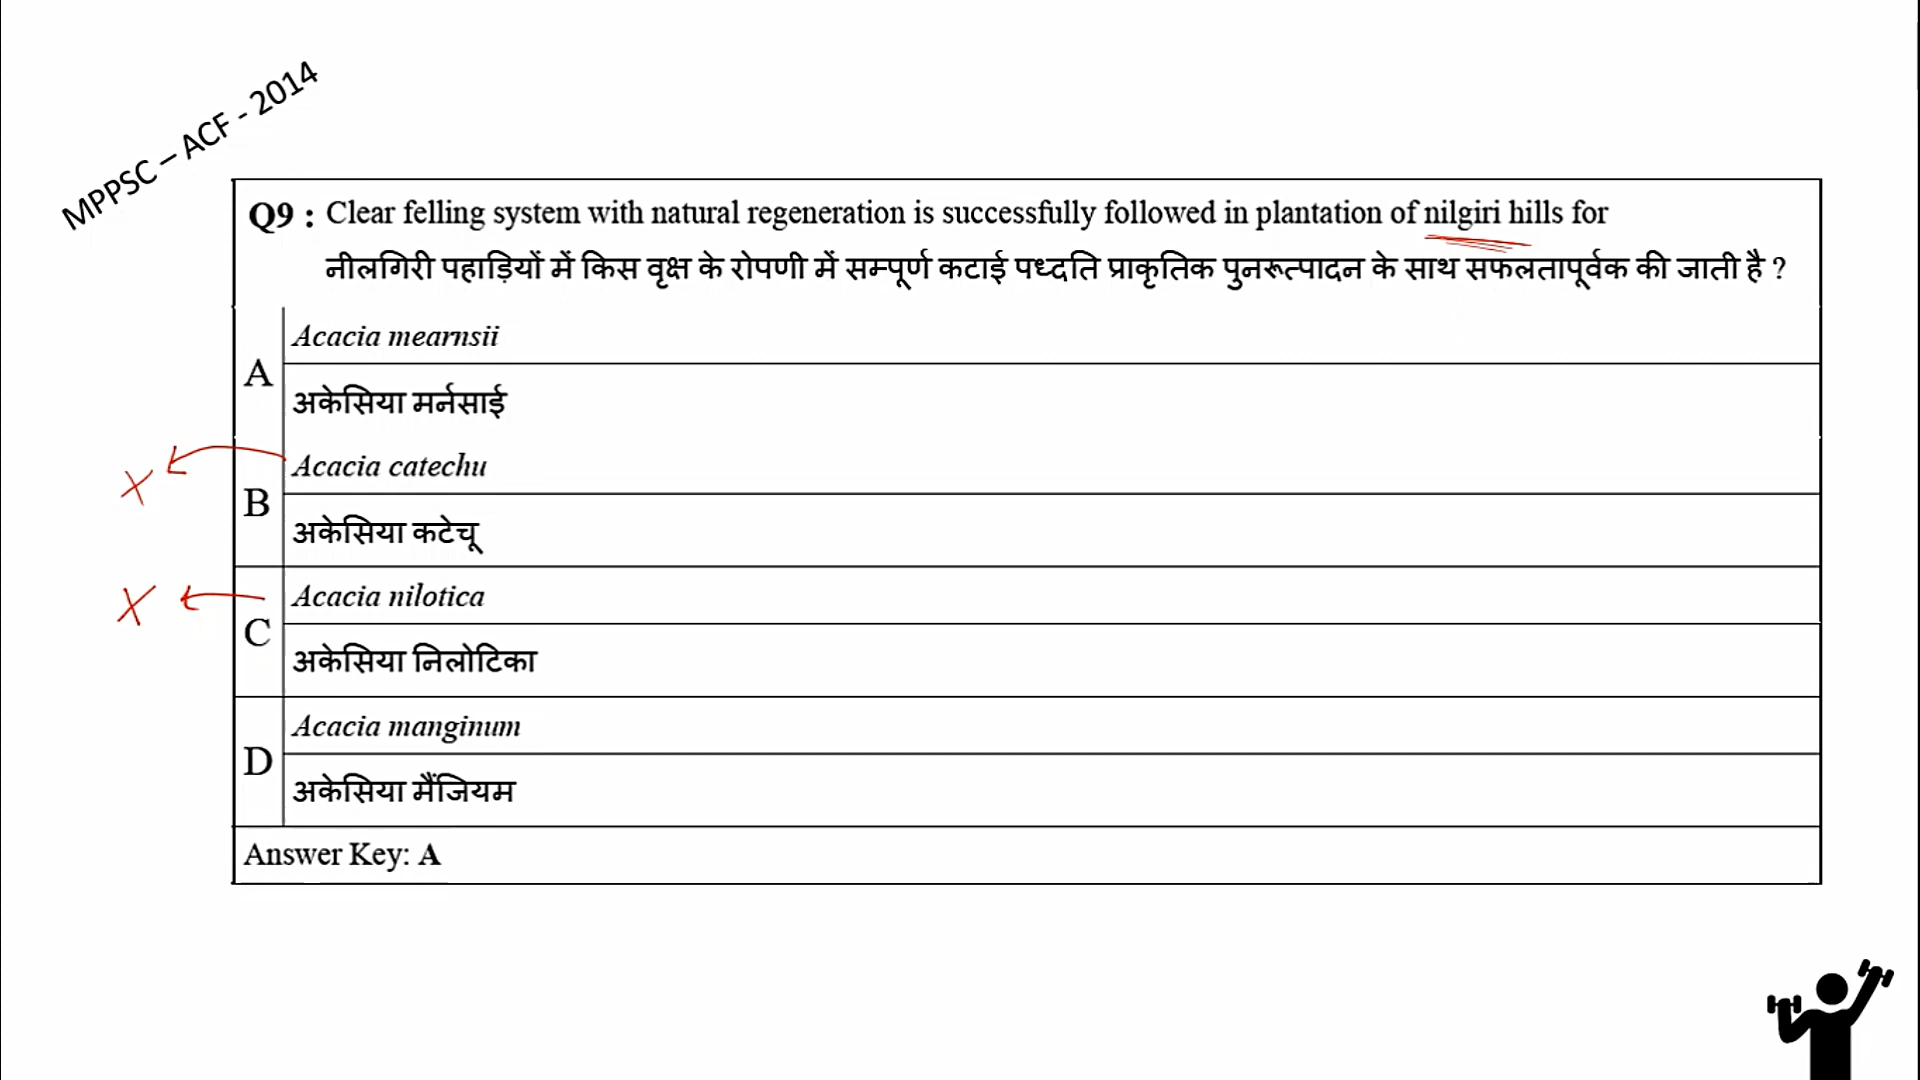 MPPSC – ACF - 2014
Q9 : Clear felling system with natural regeneration is successfully followed in plantation of nilgiri hills for
नीलगिरी पहाड़ियों में किस वृक्ष के रोपणी में सम्पूर्ण कटाई पध्दति प्राकृतिक पुनरूत्पादन के साथ सफलतापूर्वक की जाती है ?
A
Acacia mearnsii
अकेसिया मर्नसाई
B
Acacia catechu
अकेसिया कटेचू
C
Acacia nilotica
अकेसिया निलोटिका
D
Acacia manginum
अकेसिया मैंजियम
Answer Key: A